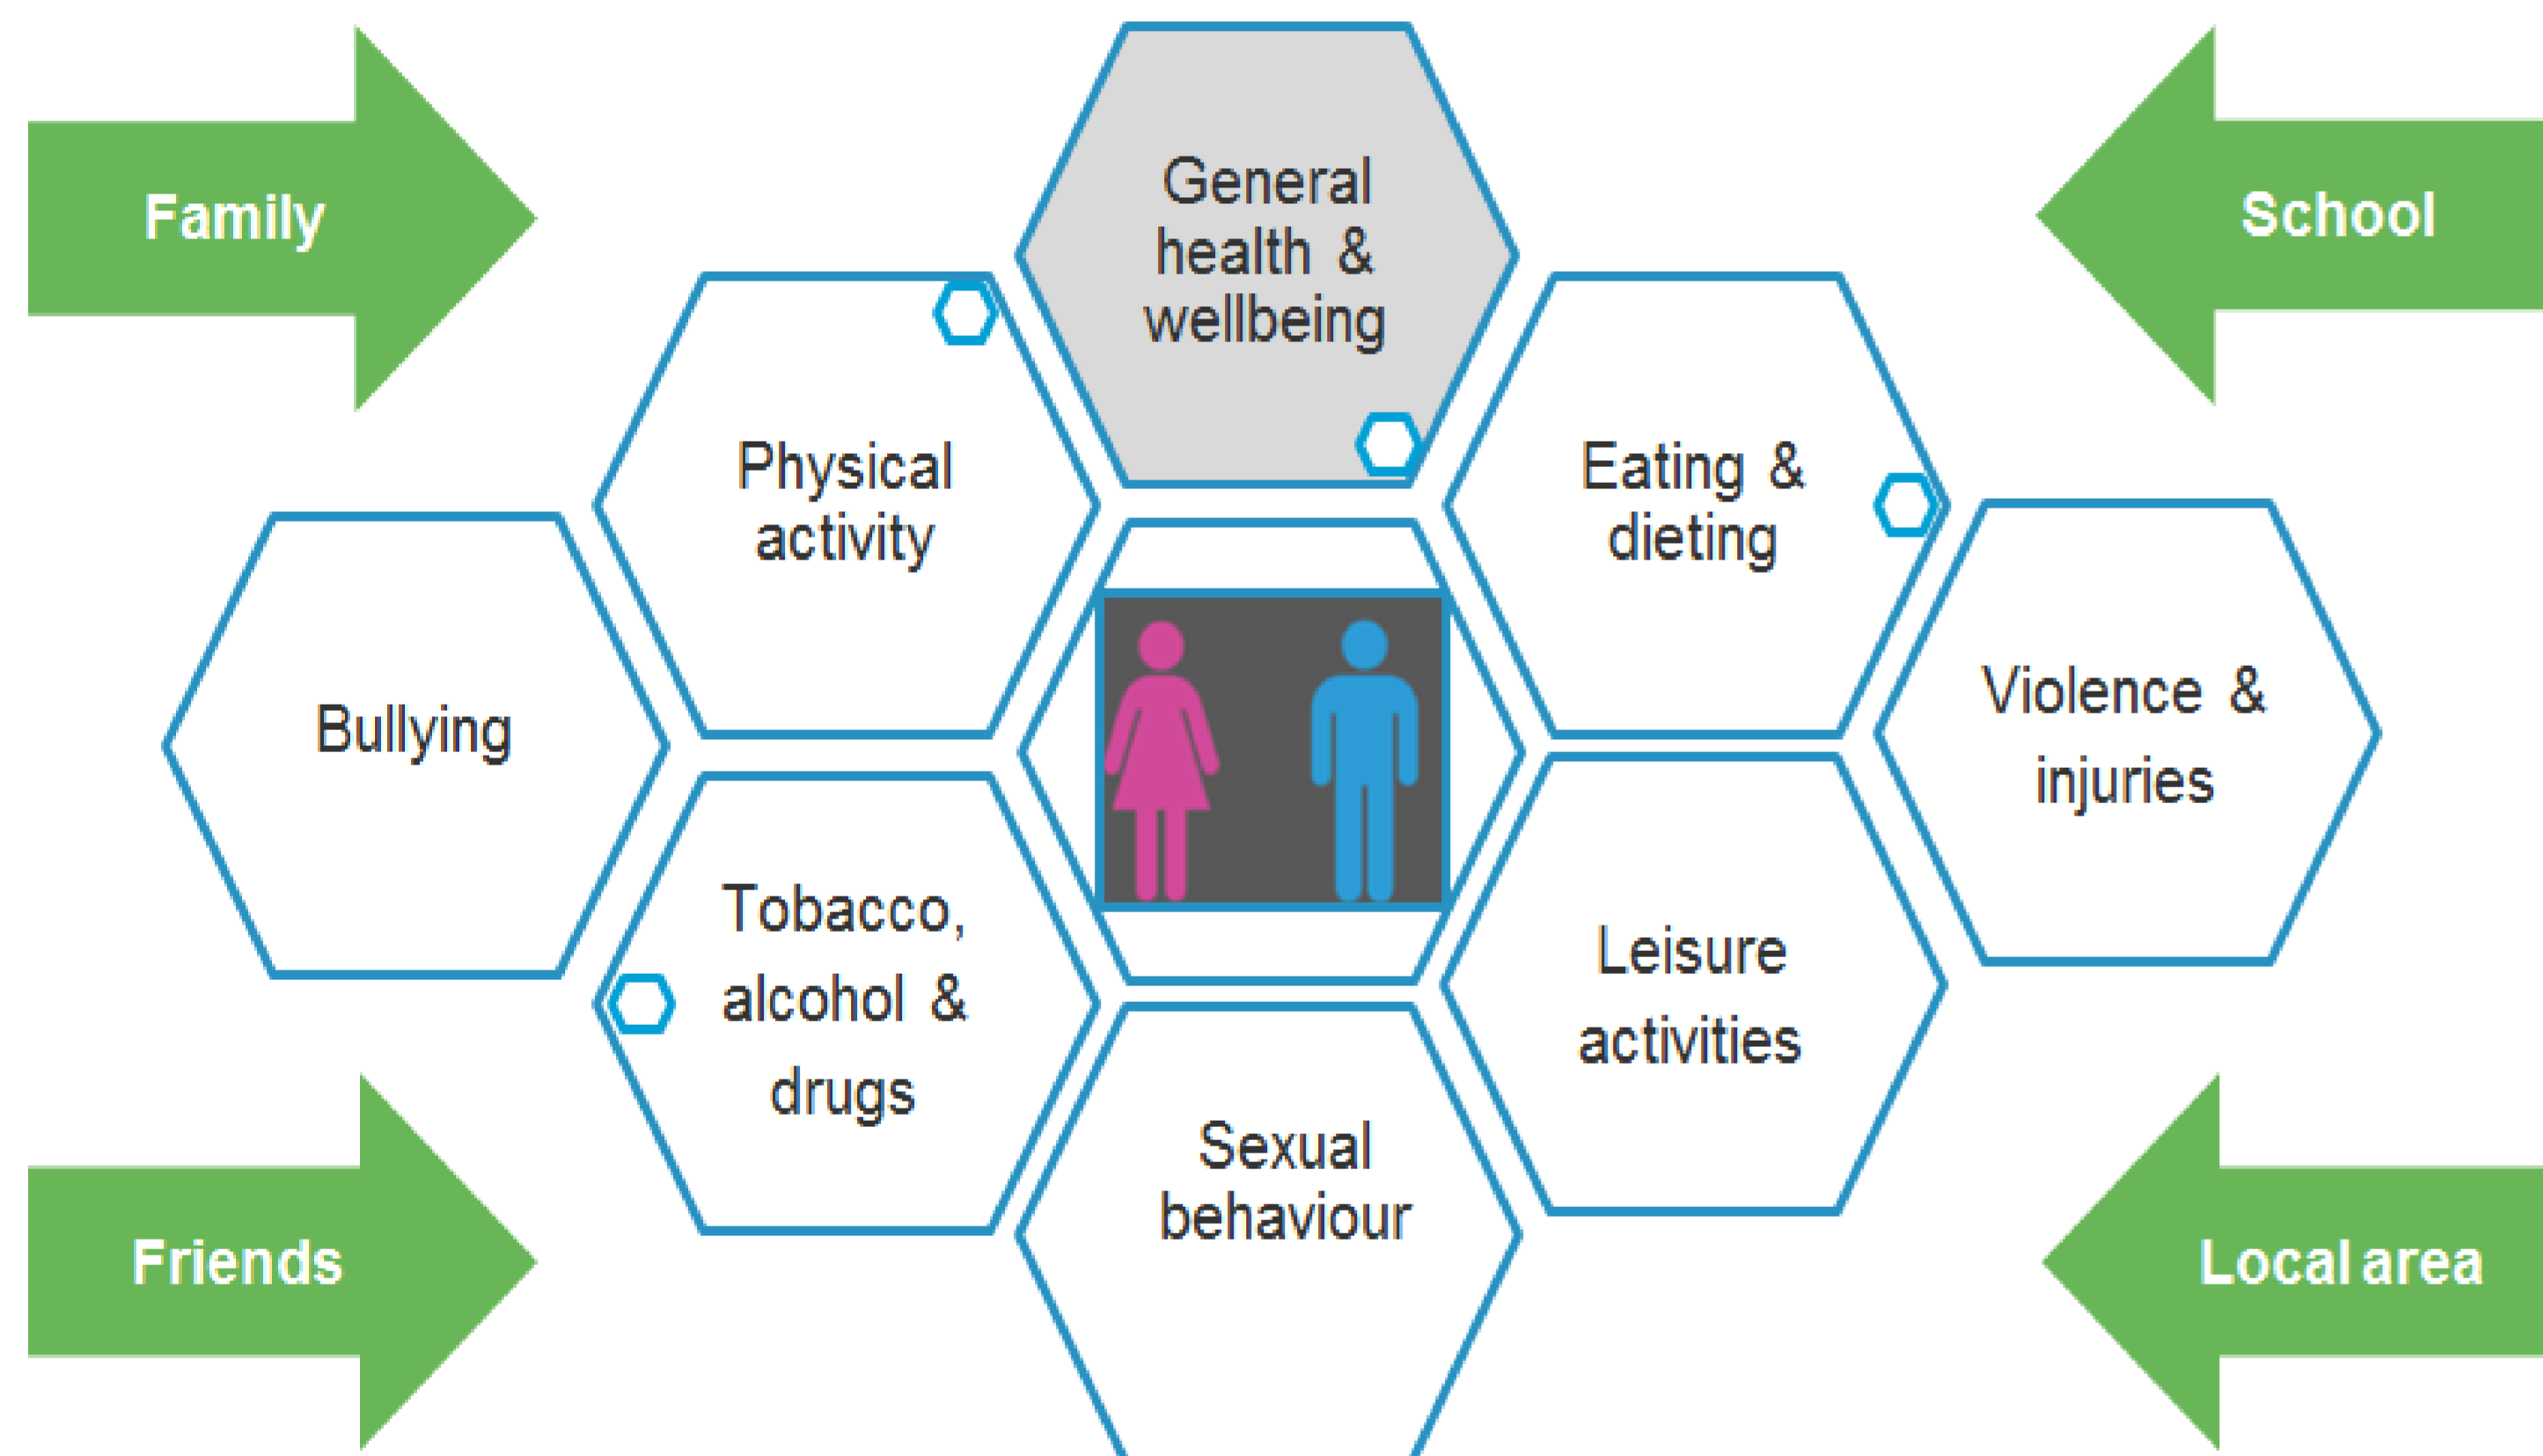 Family
General
health &
wellbeing
School
Physical
activity
Eating &
dieting
Bullying
Violence &
injuries
Tobacco,
alcohol &
drugs
Leisure
activities
Sexual
behaviour
Friends
Local area